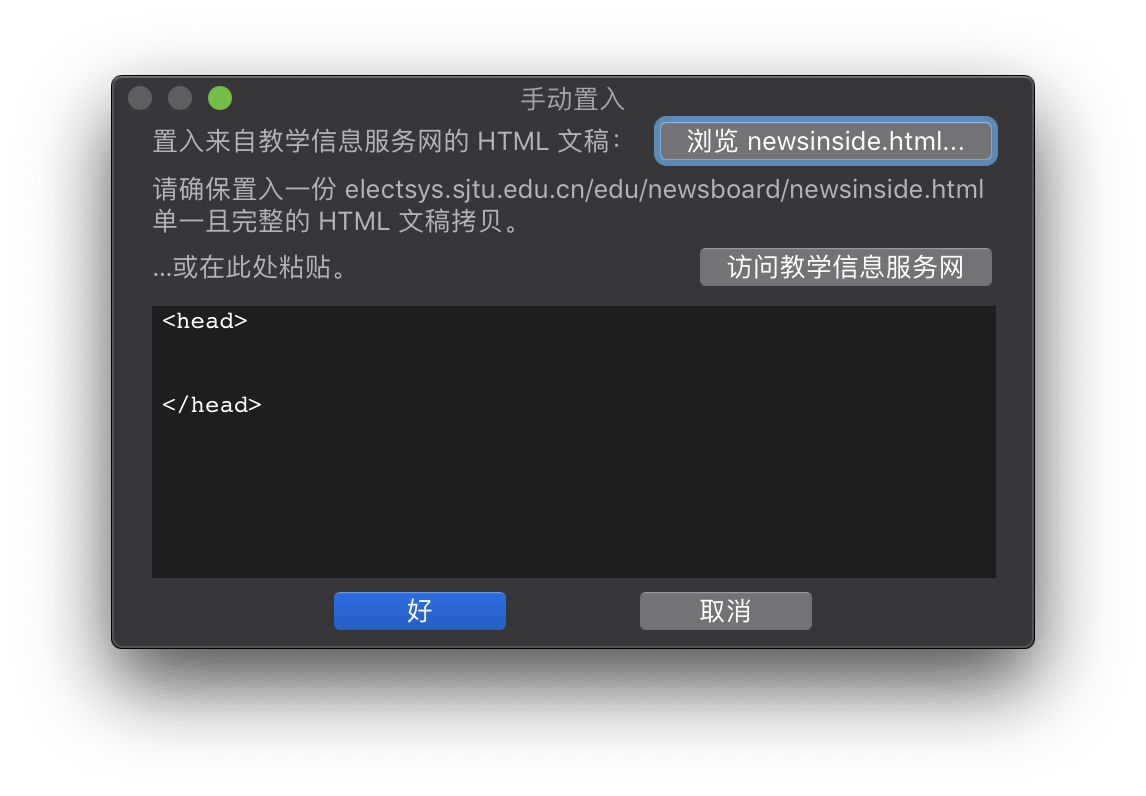 手动置入
置入来自教学信息服务网的 HTML 文稿： 浏览 newsinside.html...
请确保置入一份 electsys.sjtu.edu.cn/edu/newsboard/newsinside.html
单一且完整的 HTML 文稿拷贝。
...或在此处粘贴。 访问教学信息服务网
<head>
</head>
好 取消